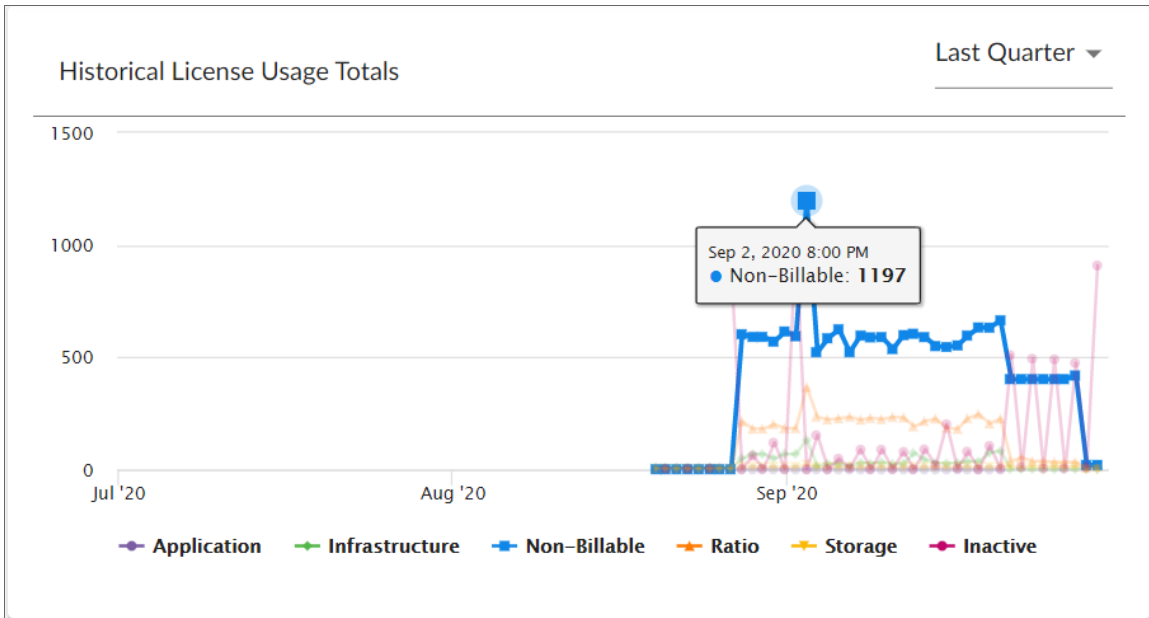 Last Quarter
Historical License Usage Totals
1500
1000
Sep 2, 2020 8:00 PM
Non-Billable: 1197
500
0
Jul '20 Aug '20 Sep '20
Application Infrastructure Non-Billable Ratio Storage Inactive